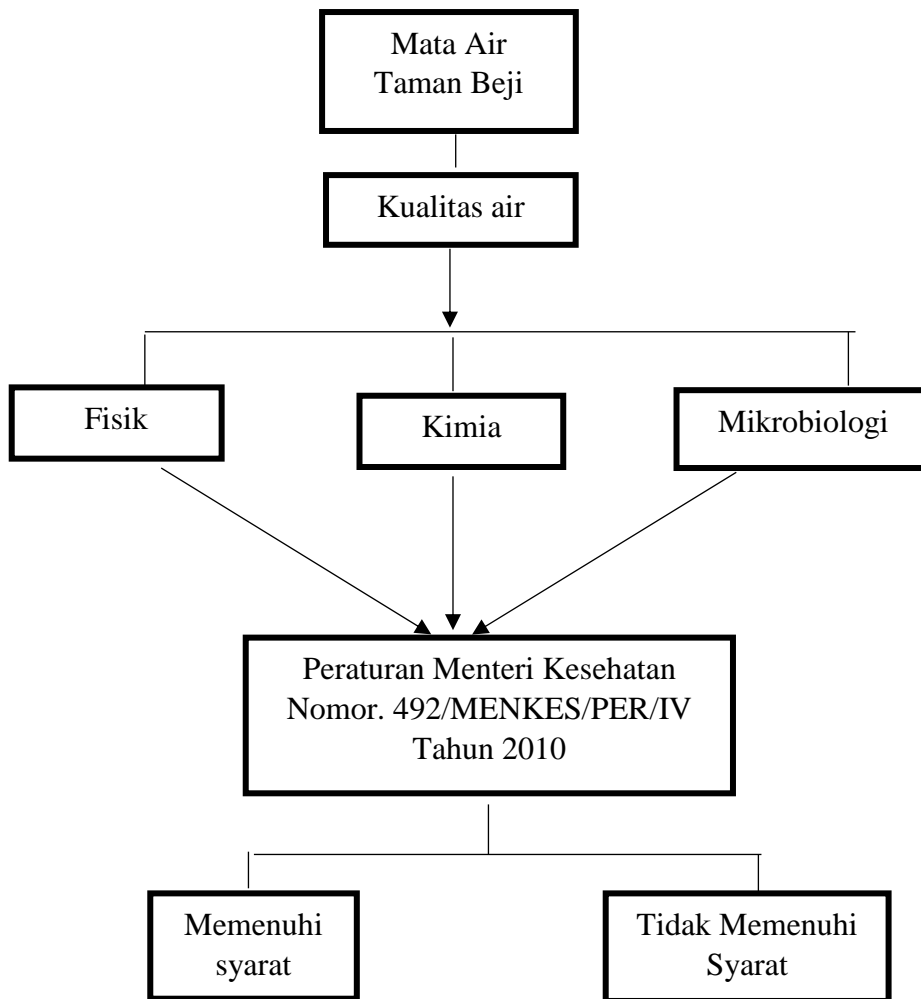 Mata Air
Taman Beji
Kualitas air
Fisik
Kimia
Mikrobiologi
Peraturan Menteri Kesehatan
Nomor. 492/MENKES/PER/IV
Tahun 2010
Memenuhi
syarat
Tidak Memenuhi
Syarat